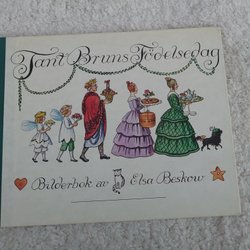 Tant Bruns Födelsedag
Bilderbok av Elsa Beskow